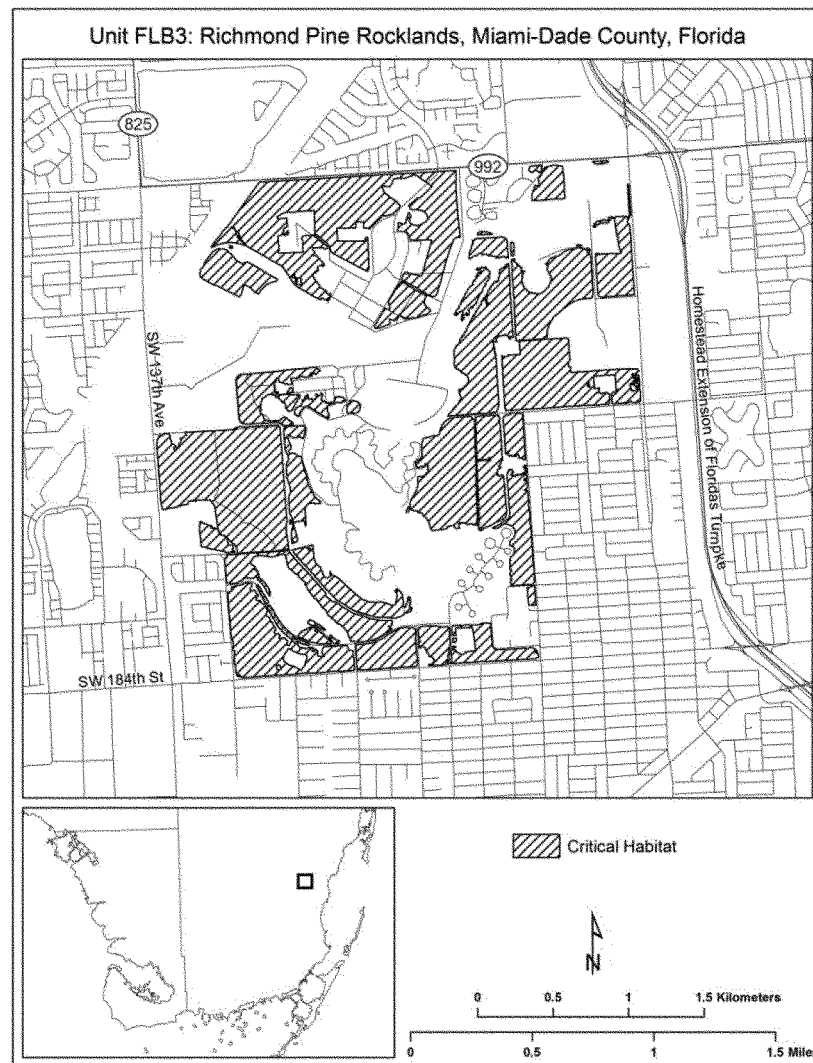 Unit FLB3: Richmond Pine Rocklands, Miami-Dade County, Florida
825
992
SW 137th Ave
Homestead Extension of Floridas Turnpke
SW 184th St
Critical Habitat
N
0 0.5 1 1.5 Kilometers
0 0.5 1 1.5 Miles